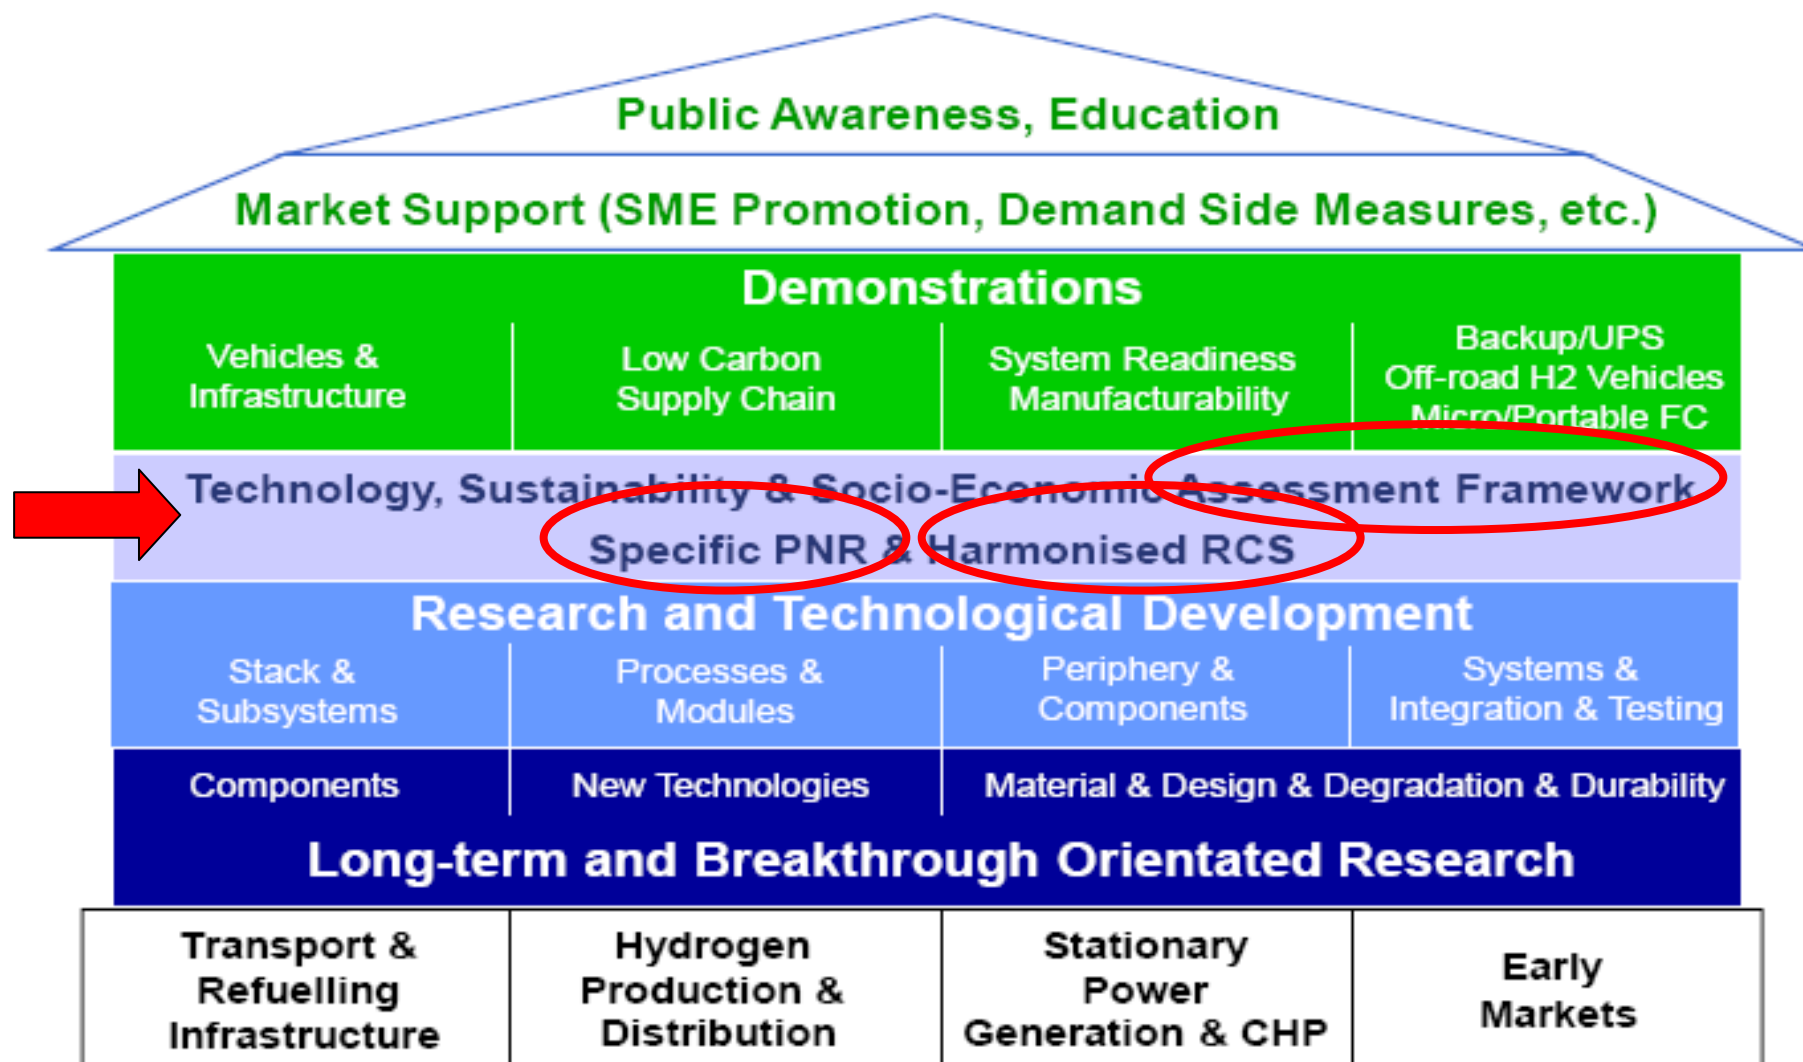 Public Awareness, Education
Market Support (SME Promotion, Demand Side Measures, etc.)
Demonstrations
Vehicles &
Infrastructure
Low Carbon
Supply Chain
System Readiness
Manufacturability
Backup/UPS
Off-road H2 Vehicles
Micro/Portable FC
Technology, Sustainability & Socio-Economic Assessment Framework
Specific PNR & Harmonised RCS
Research and Technological Development
Stack &
Subsystems
Processes &
Modules
Periphery &
Components
Systems &
Integration & Testing
Components
New Technologies
Material & Design & Degradation & Durability
Long-term and Breakthrough Orientated Research
Transport &
Refuelling
Infrastructure
Hydrogen
Production &
Distribution
Stationary
Power
Generation & CHP
Early
Markets